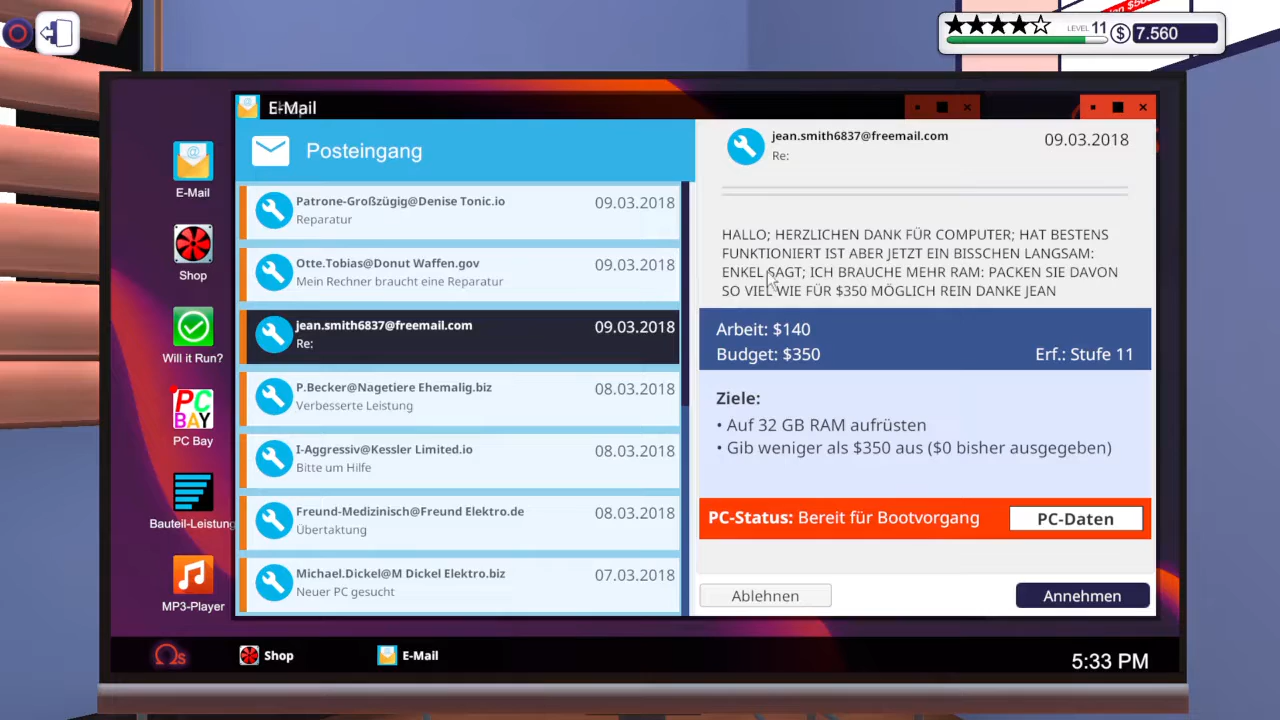 LEVEL 11
$ 7.560
E-Mail
Posteingang
Patrone-Großzügig@Denise Tonic.io 09.03.2018
Reparatur
Otte.Tobias@Donut Waffen.gov 09.03.2018
Mein Rechner braucht eine Reparatur
jean.smith6837@freemail.com 09.03.2018
Re:
P.Becker@Nagetiere Ehemalig.biz 08.03.2018
Verbesserte Leistung
I-Aggressiv@Kessler Limited.io 08.03.2018
Bitte um Hilfe
Freund-Medizinisch@Freund Elektro.de 08.03.2018
Übertaktung
Michael.Dickel@M Dickel Elektro.biz 07.03.2018
Neuer PC gesucht
jean.smith6837@freemail.com 09.03.2018
Re:
HALLO; HERZLICHEN DANK FÜR COMPUTER; HAT BESTENS
FUNKTIONIERT IST ABER JETZT EIN BISSCHEN LANGSAM:
ENKEL SAGT; ICH BRAUCHE MEHR RAM: PACKEN SIE DAVON
SO VIEL WIE FÜR $350 MÖGLICH REIN DANKE JEAN
Arbeit: $140
Budget: $350 Erf.: Stufe 11
Ziele:
• Auf 32 GB RAM aufrüsten
• Gib weniger als $350 aus ($0 bisher ausgegeben)
PC-Status: Bereit für Bootvorgang PC-Daten
Ablehnen Annehmen
E-Mail
Shop
Will it Run?
PC
BAY
PC Bay
Bauteil-Leistung
MP3-Player
Ωs Shop E-Mail 5:33 PM